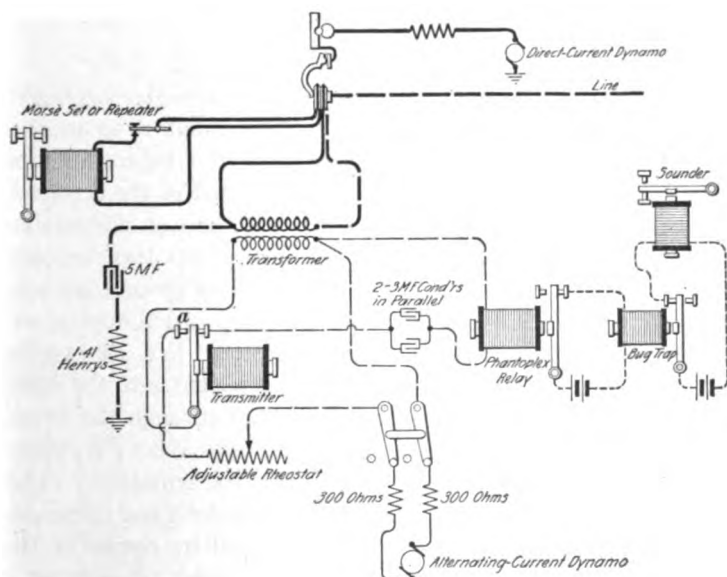 Direct-Current Dynamo
Line
Morse Set or Repeater
Sounder
Transformer
5MF
2-3MF Cond'rs
in Parallel
a
1.41
Henrys
Transmitter
Phantoplex
Relay
Bug Trap
Adjustable Rheostat
300 Ohms
300 Ohms
Alternating-Current Dynamo